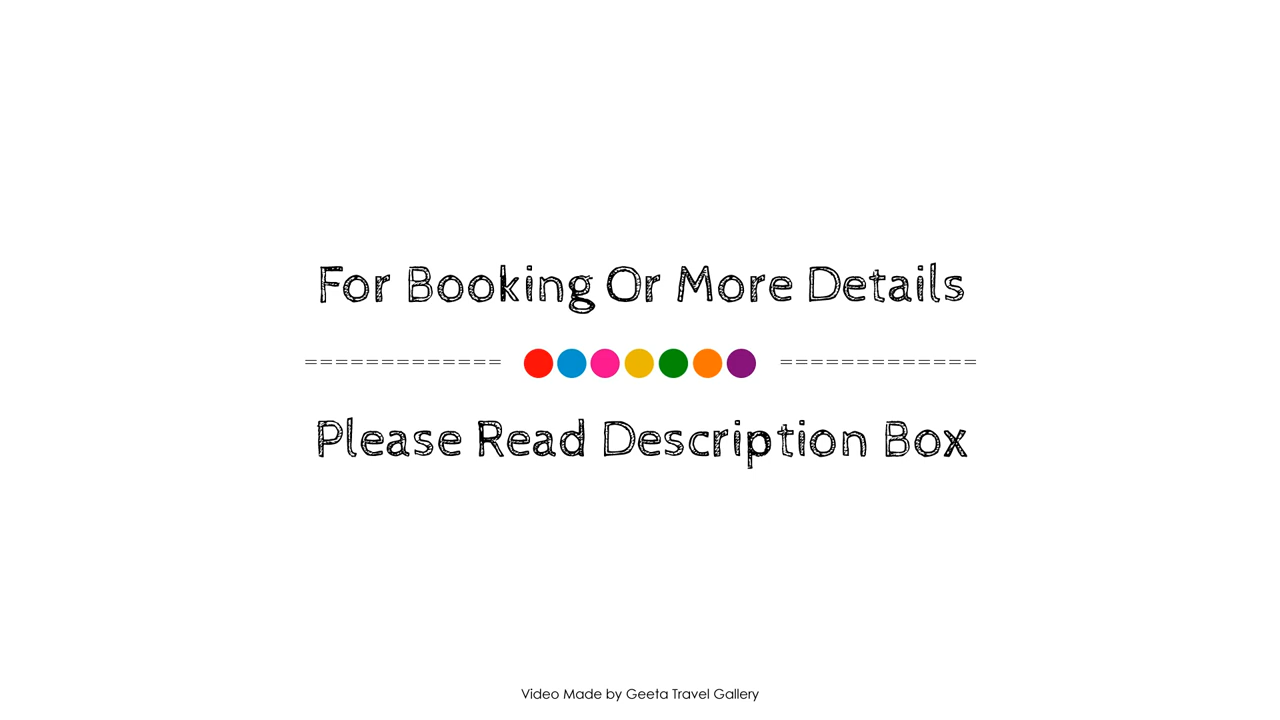 For Booking Or More Details
============= =============
Please Read Description Box
Video Made by Geeta Travel Gallery